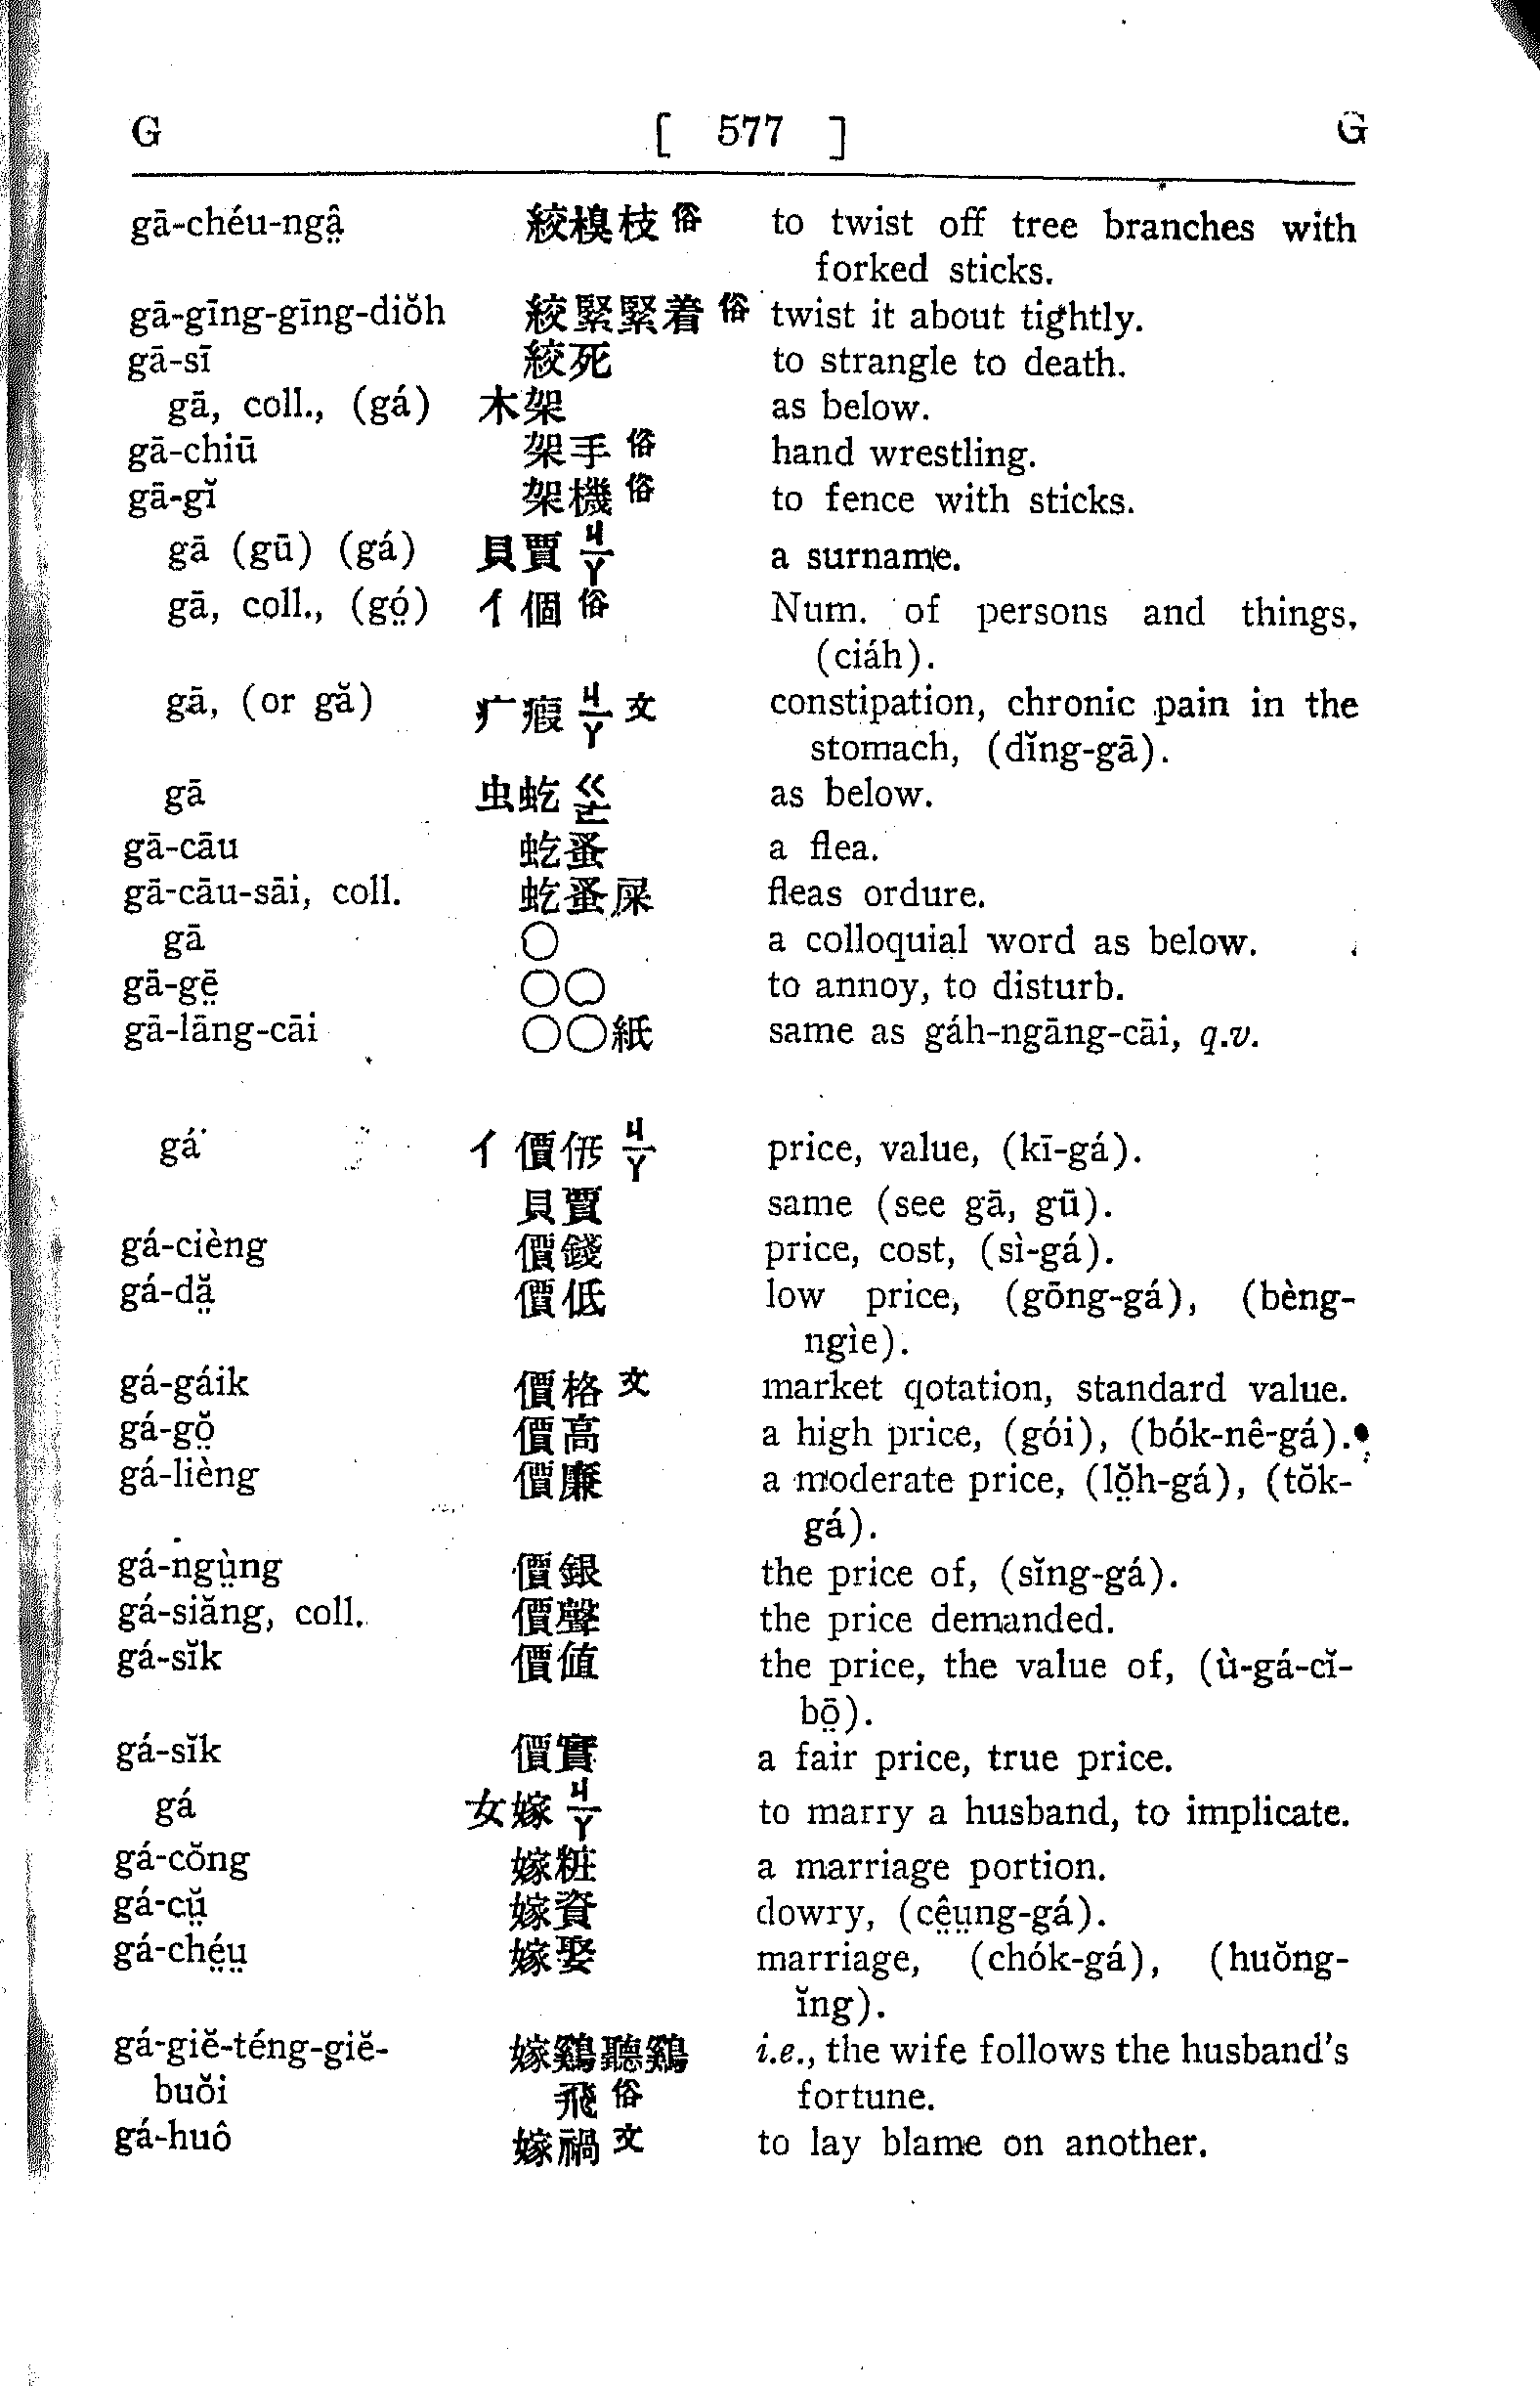 G [ 577 ] G
gā-chéu-ngâ̤ 絞模枝俗 to twist off tree branches with
forked sticks.
gā-gīng-gīng-diŏh 絞緊緊着俗 twist it about tightly.
gā-sī 絞死 to strangle to death.
gā, coll., (gá) 木架 as below.
gā-chiū 架手俗 hand wrestling.
gā-gĭ 架機俗 to fence with sticks.
gā (gū) (gá) 貝賈ㄐㄚ a surname.
gā, coll., (gó̤) 亻個俗 Num. of persons and things,
(ciáh).
gā, (or gă) 疒瘕ㄐㄚ文 constipation, chronic pain in the
stomach, (dĭng-gā).
gā 虫虼 as below.
gā-cāu 虼蚤 a flea.
gā-cāu-sāi, coll. 虼蚤屎 fleas ordure.
gā ○ a colloquial word as below.
gā-gē̤ ○○ to annoy, to disturb.
gā-lāng-cāi ○○紙 same as gáh-ngāng-cāi, q.v.
gá 亻價ㄐㄚ price, value, (kī-gá).
貝賈 same (see gā, gū).
gá-cièng 價錢 price, cost, (sì-gá).
gá-dă̤ 價低 low price, (gōng-gá), (bèng-
ngìe).
gá-gáik 價格文 market qotation, standard value.
gá-gŏ̤ 價高 a high price, (gói), (bók-nê-gá).
gá-lièng 價廉 a moderate price, (lŏ̤h-gá), (tŏk-
gá).
gá-ngṳ̀ng 價銀 the price of, (sĭng-gá).
gá-siăng, coll. 價聲 the price demanded.
gá-sĭk 價値 the price, the value of, (ù-gá-cĭ-
bō̤).
gá-sĭk 價實 a fair price, true price.
gá 女嫁ㄐㄚ to marry a husband, to implicate.
gá-cŏng 嫁粧 a marriage portion.
gá-cṳ̆ 嫁資 dowry, (cê̤ṳng-gá).
gá-ché̤ṳ 嫁娶 marriage, (chók-gá), (huŏng-
ĭng).
gá-giĕ-téng-giĕ- 嫁鷄聽鷄 i.e., the wife follows the husband's
buŏi 飛俗 fortune.
gá-huô 嫁禍文 to lay blame on another.